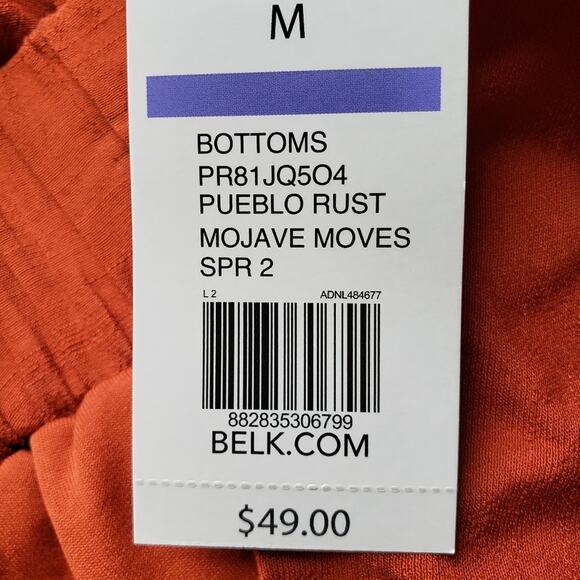 M
BOTTOMS
PR81JQ5O4
PUEBLO RUST
MOJAVE MOVES
SPR 2
L 2 ADNL484677
882835306799
BELK.COM
$49.00